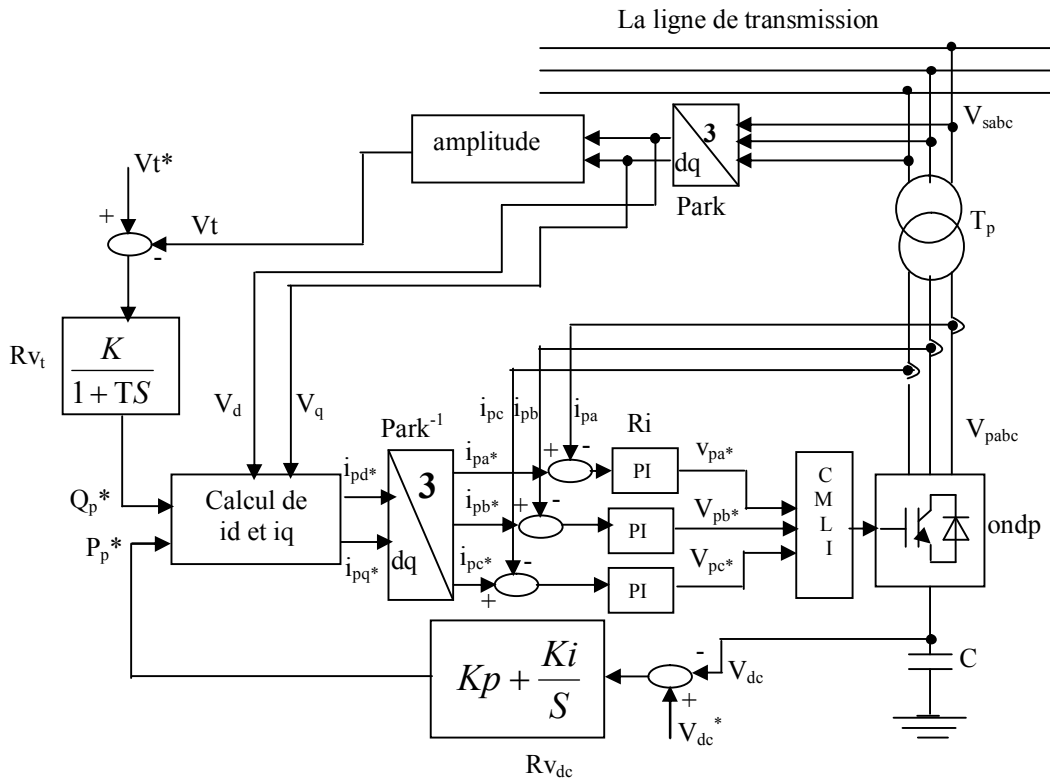 La ligne de transmission
V_sabc
amplitude
3
dq
Park
Vt*
+
Vt
-
T_p
Rv_t
K
1 + TS
V_d
V_q
i_pc
i_pb
i_pa
Park^-1
Ri
V_pabc
i_pd*
i_pq*
3
dq
i_pa*
+
-
PI
v_pa*
Q_p*
P_p*
Calcul de
id et iq
i_pb*
-
+
PI
V_pb*
i_pc*
-
+
PI
V_pc*
C
M
L
I
ondp
Kp + Ki
S
-
+
V_dc
V_dc*
C
Rv_dc